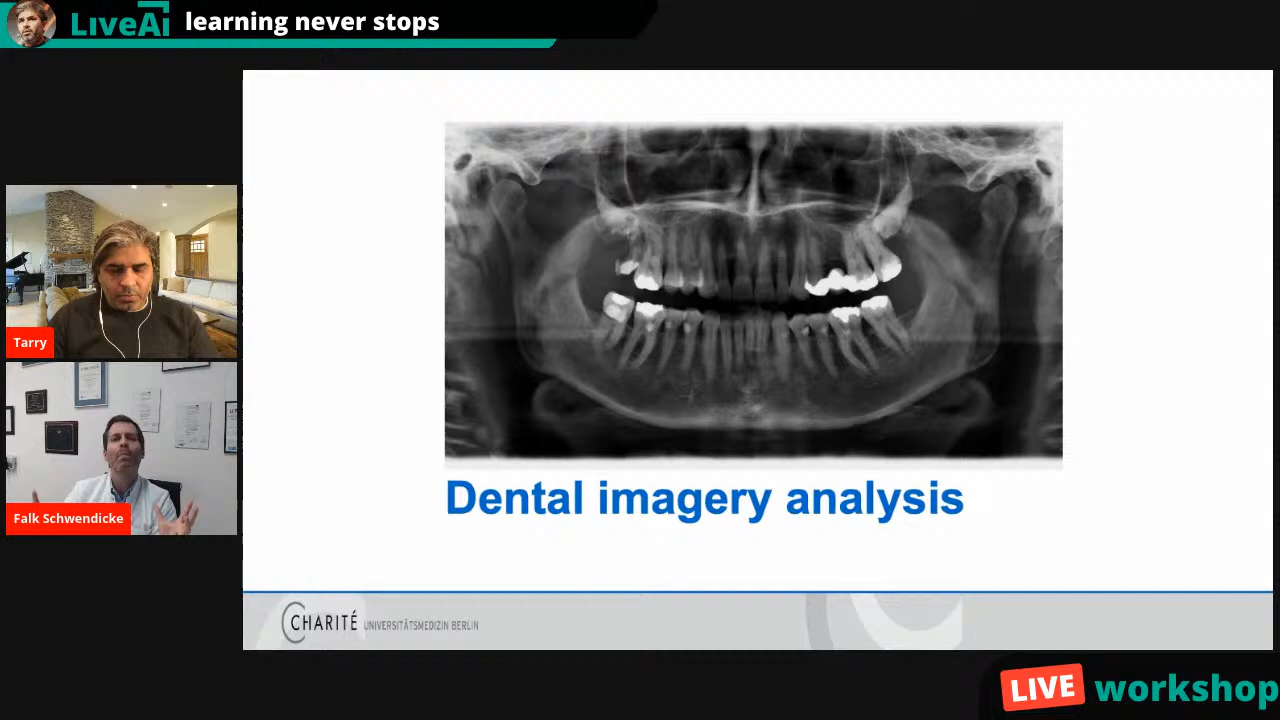 LiveAi learning never stops
Tarry
Falk Schwendicke
Dental imagery analysis
CHARITÉ UNIVERSITÄTSMEDIZIN BERLIN
LIVE workshop